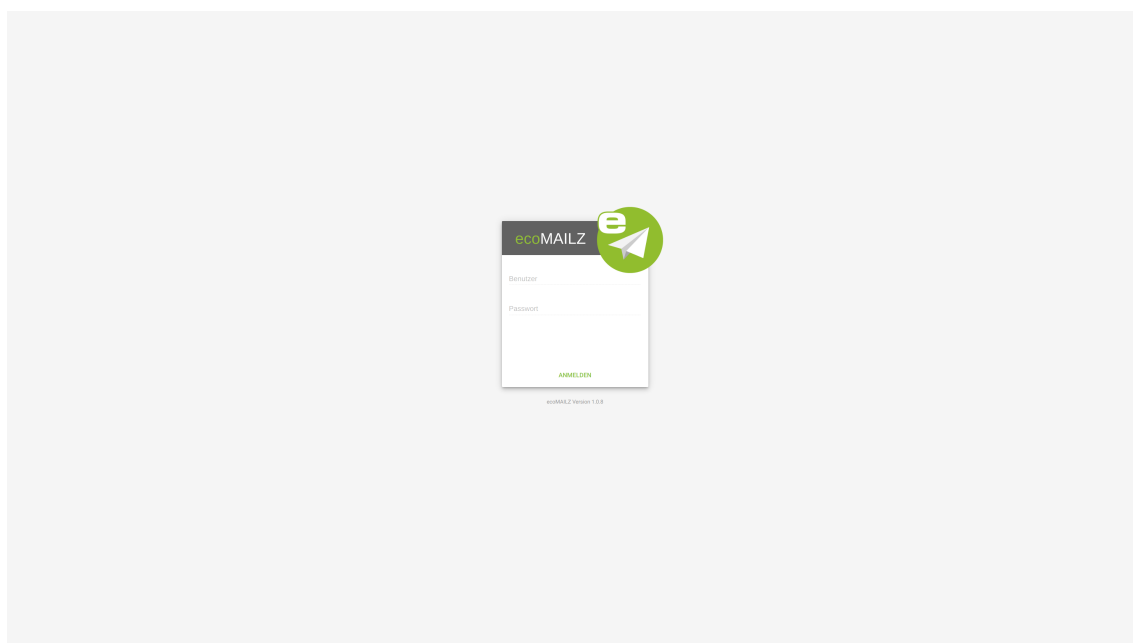 ecoMAILZ
e
Benutzer
Passwort
ANMELDEN
ecoMAILZ Version 1.0.8